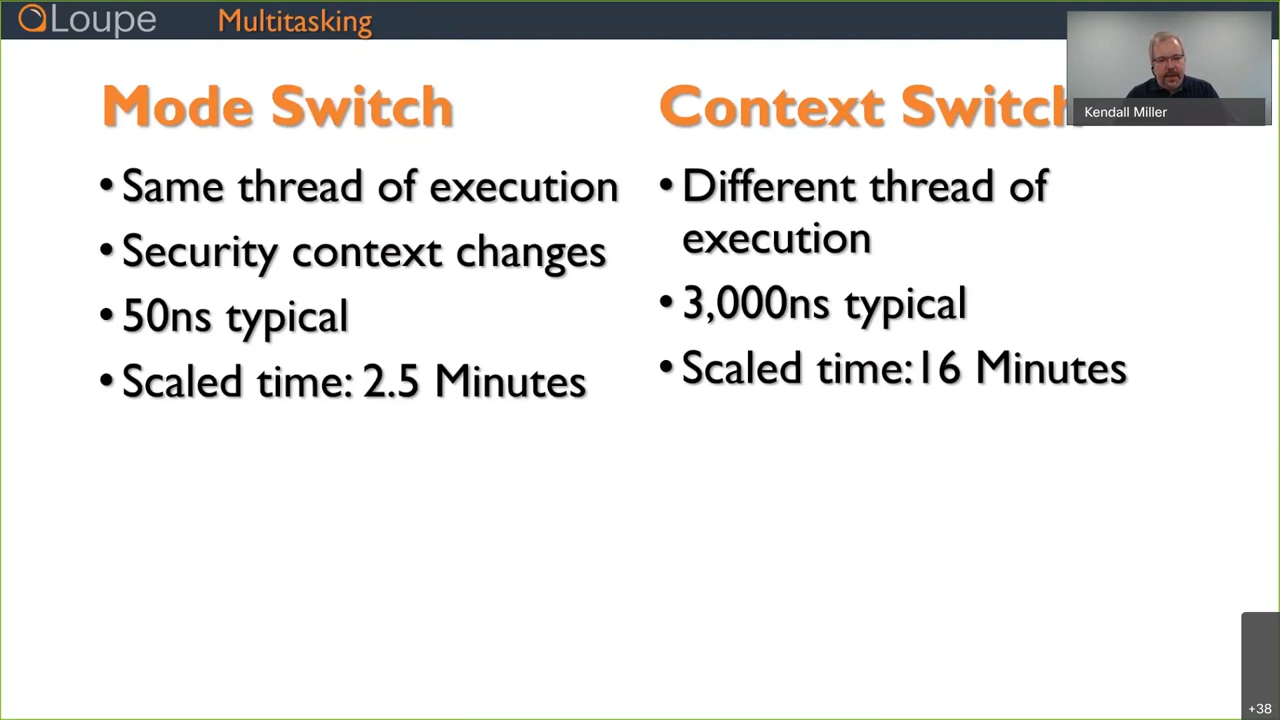 Loupe
Multitasking
Kendall Miller
Mode Switch
• Same thread of execution
• Security context changes
• 50ns typical
• Scaled time: 2.5 Minutes
Context Switch
• Different thread of
execution
• 3,000ns typical
• Scaled time:16 Minutes
+38